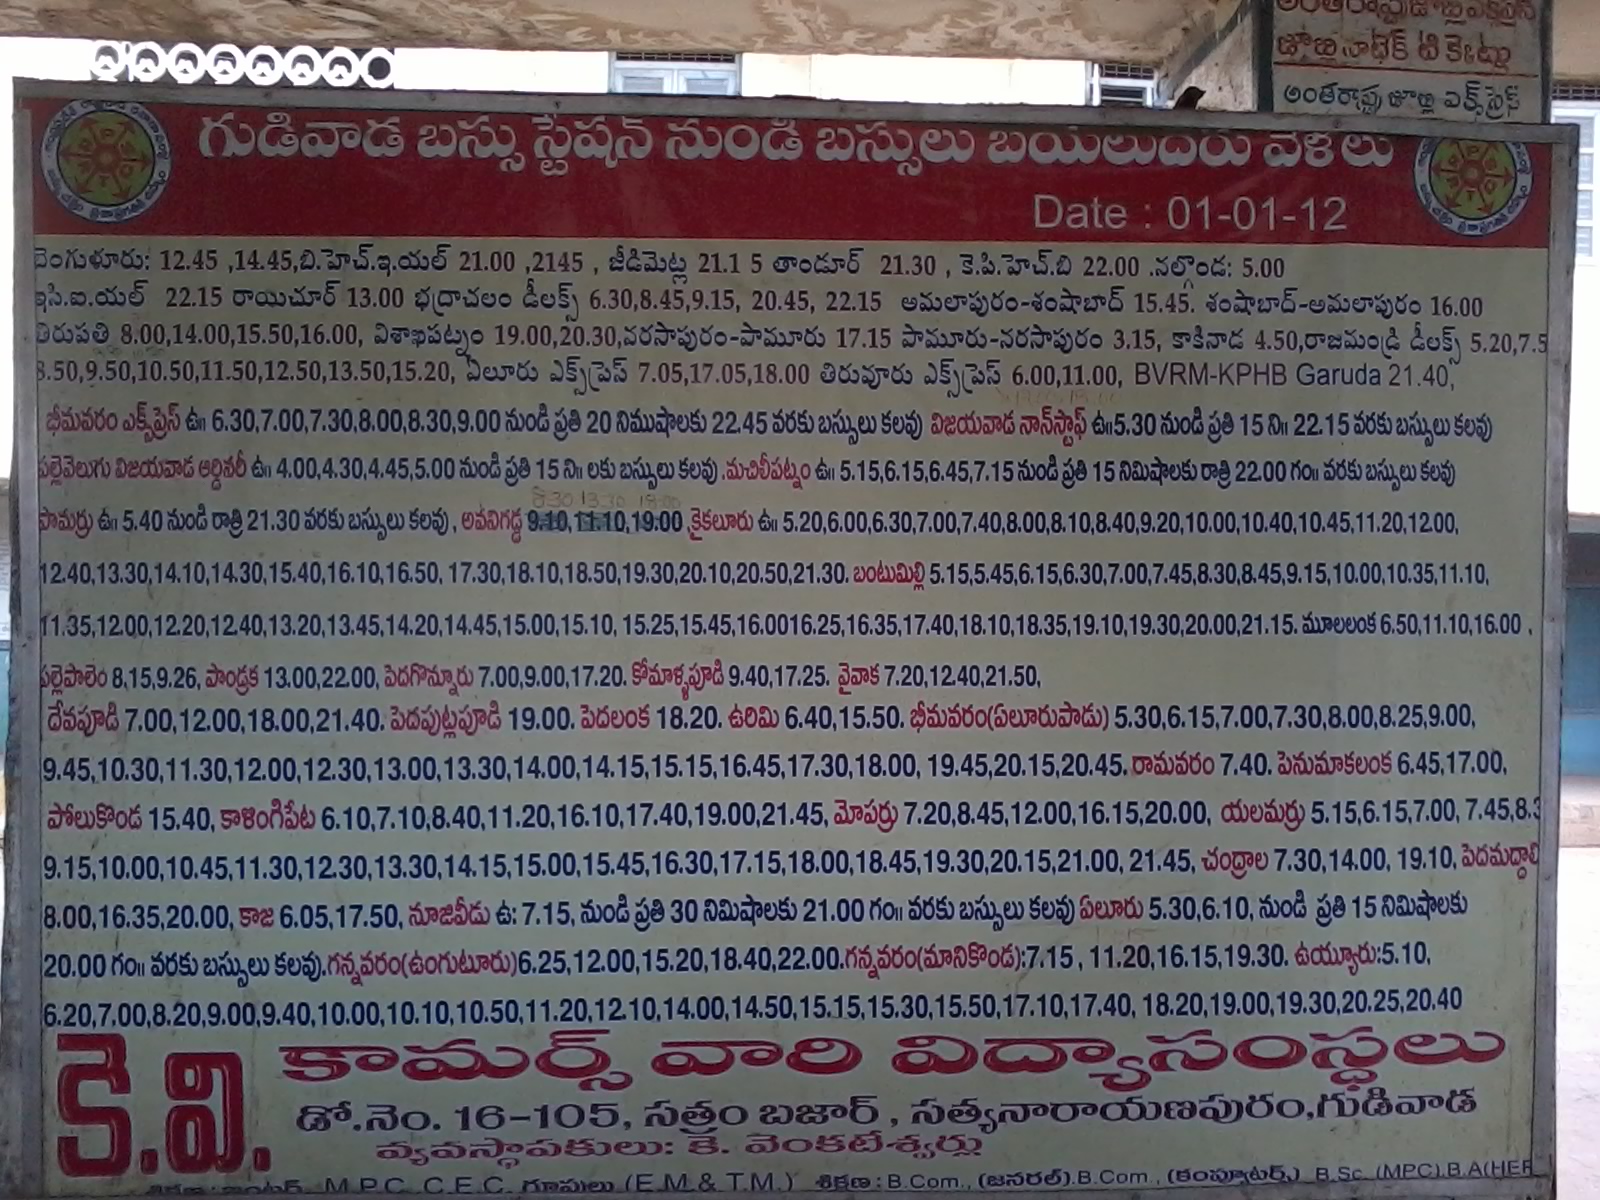 జొబ్బినాటిక్ టి కెట్లు
అంతరాష్ట్ర జుల్లి ఎక్స్‌ప్రెస్
గుడివాడ బస్సు స్టేషన్ నుండి బస్సులు బయలుదేరు వేళలు
Date : 01-01-12
బెంగుళూరు: 12.45 ,14.45,బి.హెచ్.ఇ.యల్ 21.00 ,2145 , జీడిమెట్ల 21.1 5 తాండూర్ 21.30 , కె.పి.హెచ్.బి 22.00 .నల్గొండ: 5.00
ఇసి.ఐ.యల్ 22.15 రాయిచూర్ 13.00 భద్రాచలం డీలక్స్ 6.30,8.45,9.15, 20.45, 22.15 అమలాపురం-శంషాబాద్ 15.45. శంషాబాద్-అమలాపురం 16.00
తిరుపతి 8.00,14.00,15.50,16.00, విశాఖపట్నం 19.00,20.30,నరసాపురం-పామూరు 17.15 పామూరు-నరసాపురం 3.15, కాకినాడ 4.50,రాజమండ్రి డీలక్స్ 5.20,7.5
8.50,9.50,10.50,11.50,12.50,13.50,15.20, ఏలూరు ఎక్స్‌ప్రెస్ 7.05,17.05,18.00 తిరువూరు ఎక్స్‌ప్రెస్ 6.00,11.00, BVRM-KPHB Garuda 21.40,
భీమవరం ఎక్స్‌ప్రెస్ ఉ॥ 6.30,7.00,7.30,8.00,8.30,9.00 నుండి ప్రతి 20 నిముషాలకు 22.45 వరకు బస్సులు కలవు విజయవాడ నాన్‌స్టాఫ్ ఉ॥5.30 నుండి ప్రతి 15 ని॥ 22.15 వరకు బస్సులు కలవు
పల్లెవెలుగు విజయవాడ ఆర్డినరీ ఉ॥ 4.00,4.30,4.45,5.00 నుండి ప్రతి 15 ని॥ లకు బస్సులు కలవు .మచిలీపట్నం ఉ॥ 5.15,6.15,6.45,7.15 నుండి ప్రతి 15 నిమిషాలకు రాత్రి 22.00 గం॥ వరకు బస్సులు కలవు
8.30 13.30 18.00
పామర్రు ఉ॥ 5.40 నుండి రాత్రి 21.30 వరకు బస్సులు కలవు , అవనిగడ్డ 9.10,11.10,19.00 ,కైకలూరు ఉ॥ 5.20,6.00,6.30,7.00,7.40,8.00,8.10,8.40,9.20,10.00,10.40,10.45,11.20,12.00,
12.40,13.30,14.10,14.30,15.40,16.10,16.50, 17.30,18.10,18.50,19.30,20.10,20.50,21.30. బంటుమిల్లి 5.15,5.45,6.15,6.30,7.00,7.45,8.30,8.45,9.15,10.00,10.35,11.10,
11.35,12.00,12.20,12.40,13.20,13.45,14.20,14.45,15.00,15.10, 15.25,15.45,16.0016.25,16.35,17.40,18.10,18.35,19.10,19.30,20.00,21.15. మూలలంక 6.50,11.10,16.00 ,
పల్లెపాలెం 8,15,9.26, పాండ్రక 13.00,22.00, పెదగొన్నూరు 7.00,9.00,17.20. కోమాళ్ళపూడి 9.40,17.25. వైవాక 7.20,12.40,21.50,
దేవపూడి 7.00,12.00,18.00,21.40. పెదపుట్లపూడి 19.00. పెదలంక 18.20. ఉరిమి 6.40,15.50. భీమవరం(ఏలూరుపాడు) 5.30,6.15,7.00,7.30,8.00,8.25,9.00,
9.45,10.30,11.30,12.00,12.30,13.00,13.30,14.00,14.15,15.15,16.45,17.30,18.00, 19.45,20.15,20.45. రామవరం 7.40. పెనుమాకలంక 6.45,17.00,
పోలుకొండ 15.40, కాళింగిపేట 6.10,7.10,8.40,11.20,16.10,17.40,19.00,21.45, మోపర్రు 7.20,8.45,12.00,16.15,20.00, యలమర్రు 5.15,6.15,7.00, 7.45,8.3
9.15,10.00,10.45,11.30,12.30,13.30,14.15,15.00,15.45,16.30,17.15,18.00,18.45,19.30,20.15,21.00, 21.45, చంద్రాల 7.30,14.00, 19.10, పెదమద్దాలి
8.00,16.35,20.00, కాజ 6.05,17.50, నూజివీడు ఉ: 7.15, నుండి ప్రతి 30 నిమిషాలకు 21.00 గం॥ వరకు బస్సులు కలవు ఏలూరు 5.30,6.10, నుండి ప్రతి 15 నిమిషాలకు
20.00 గం॥ వరకు బస్సులు కలవు.గన్నవరం(ఉంగుటూరు)6.25,12.00,15.20,18.40,22.00.గన్నవరం(మానికొండ):7.15 , 11.20,16.15,19.30. ఉయ్యూరు:5.10,
6.20,7,00,8.20,9.00,9.40,10.00,10.10,10.50,11.20,12.10,14.00,14.50,15.15,15.30,15.50,17.10,17.40, 18.20,19.00,19.30,20.25,20.40
కె.వి. కామర్స్ వారి విద్యాసంస్థలు
డో.నెం. 16-105, సత్రం బజార్ , సత్యనారాయణపురం,గుడివాడ
వ్యవస్థాపకులు: కె. వెంకటేశ్వర్లు
శిక్షణ: ఇంటర్, M.P.C, C.E.C, గ్రూపులు (E.M.& T.M.) శిక్షణ : B.Com., (జనరల్).B.Com., (కంప్యూటర్స్) B.Sc.(MPC).B.A(HEP